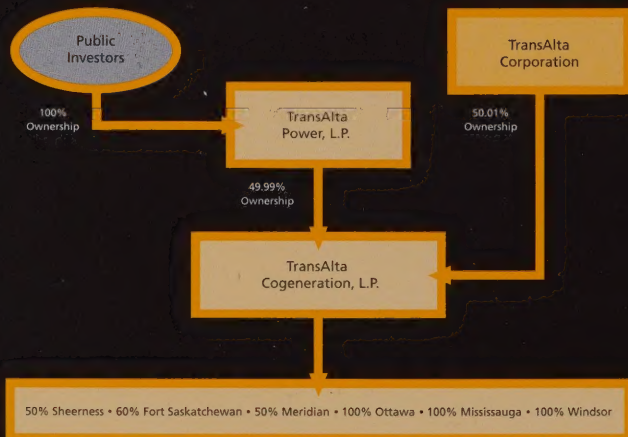 Public
Investors
TransAlta
Corporation
100%
Ownership
TransAlta
Power, L.P.
50.01%
Ownership
49.99%
Ownership
TransAlta
Cogeneration, L.P.
50% Sheerness • 60% Fort Saskatchewan • 50% Meridian • 100% Ottawa • 100% Mississauga • 100% Windsor